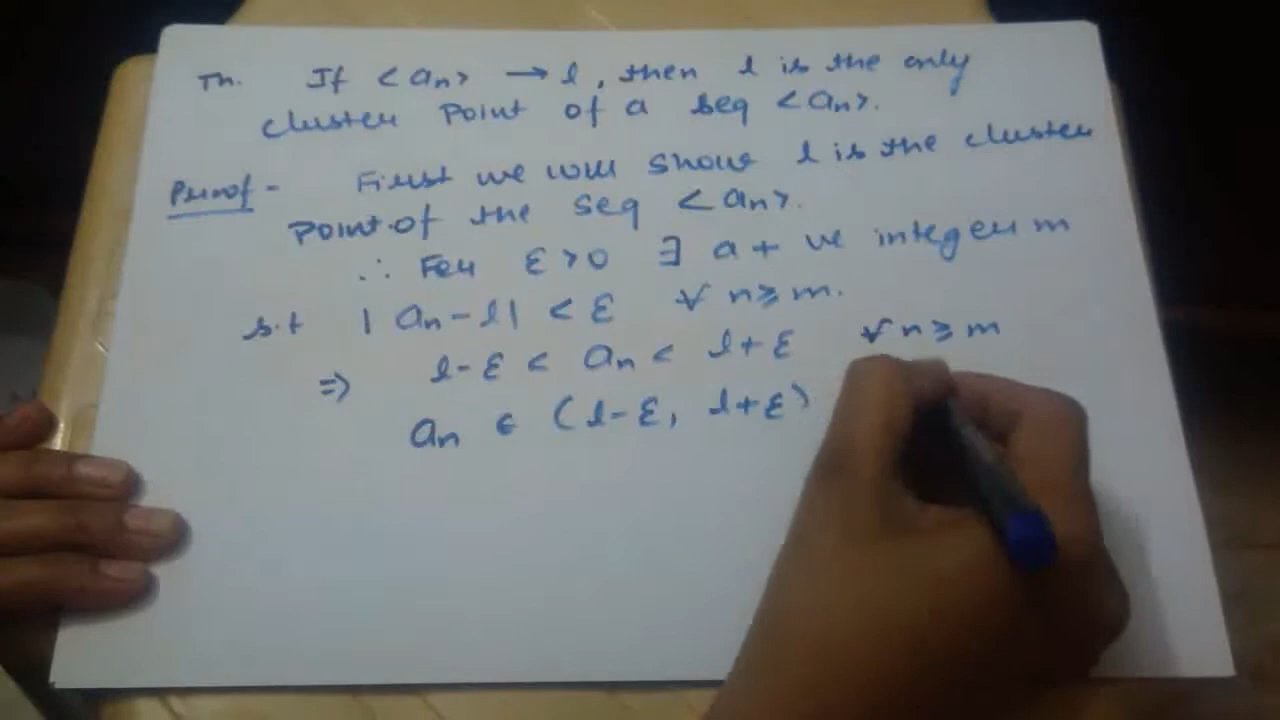 Th. If <an> → l, then l is the only
cluster Point of a seq <an>.
Proof - First we will show l is the cluster
Point of the seq <an>.
∴ For ε>0 ∃ a + ve integer m
s.t |an - l| < ε ∀ n≥m.
⇒ l-ε < an < l+ε ∀ n≥m
an ∈ (l-ε, l+ε)